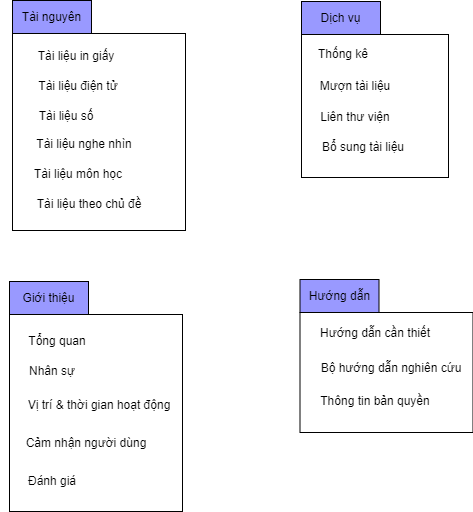 Tài nguyên
Tài liệu in giấy
Tài liệu điện tử
Tài liệu số
Tài liệu nghe nhìn
Tài liệu môn học
Tài liệu theo chủ đề
Dịch vụ
Thống kê
Mượn tài liệu
Liên thư viện
Bổ sung tài liệu
Giới thiệu
Tổng quan
Nhân sự
Vị trí & thời gian hoạt động
Cảm nhận người dùng
Đánh giá
Hướng dẫn
Hướng dẫn cần thiết
Bộ hướng dẫn nghiên cứu
Thông tin bản quyền